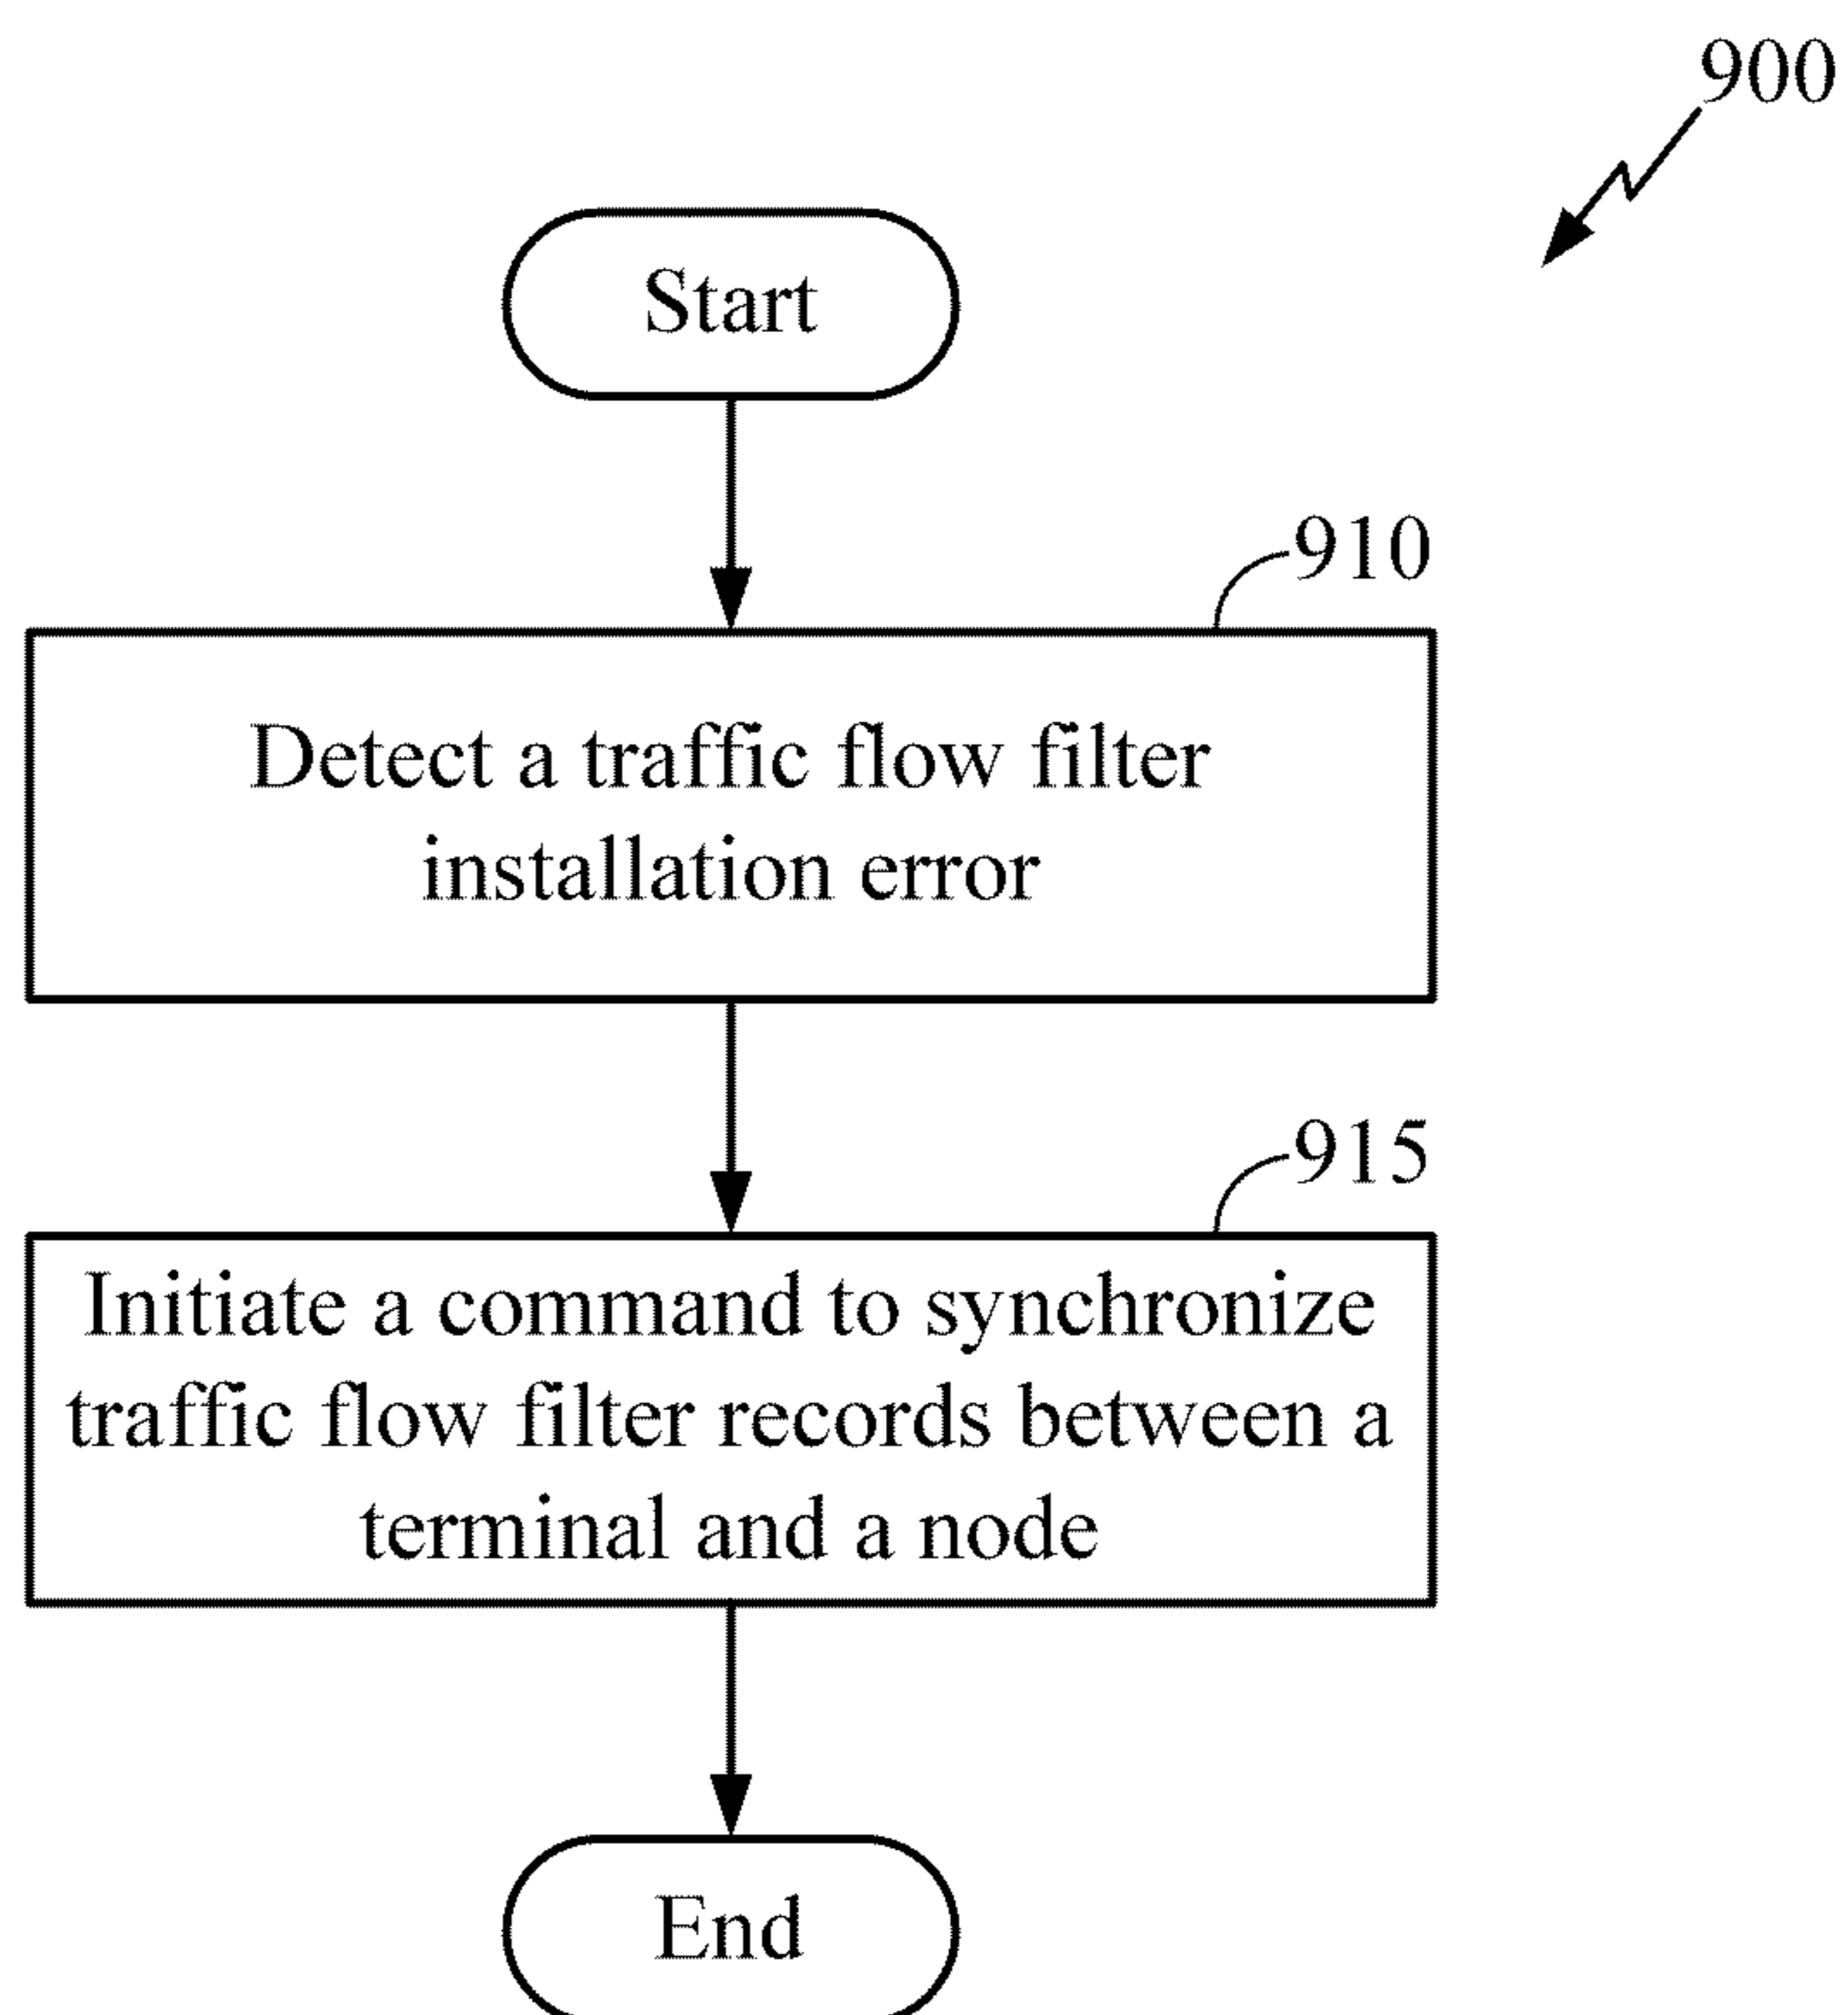 900
Start
910
Detect a traffic flow filter
installation error
915
Initiate a command to synchronize
traffic flow filter records between a
terminal and a node
End